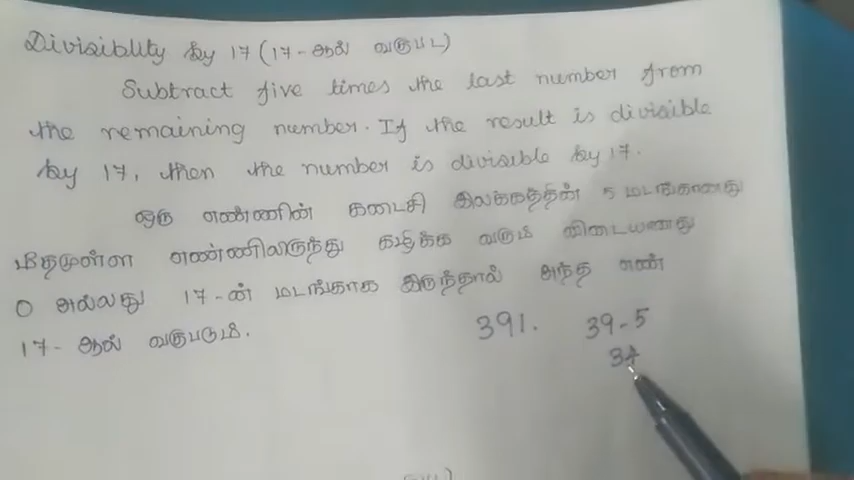 Divisiblity by 17 (17-ஆல் வகுபட)
Subtract five times the last number from
the remaining number. If the result is divisible
by 17, then the number is divisible by 17.
ஒரு எண்ணின் கடைசி இலக்கத்தின் 5 மடங்கானது
மீதமுள்ள எண்ணிலிருந்து கழிக்க வரும் விடையானது
0 அல்லது 17-ன் மடங்காக இருந்தால் அந்த எண்
17-ஆல் வகுபடும்.
391. 39-5
34